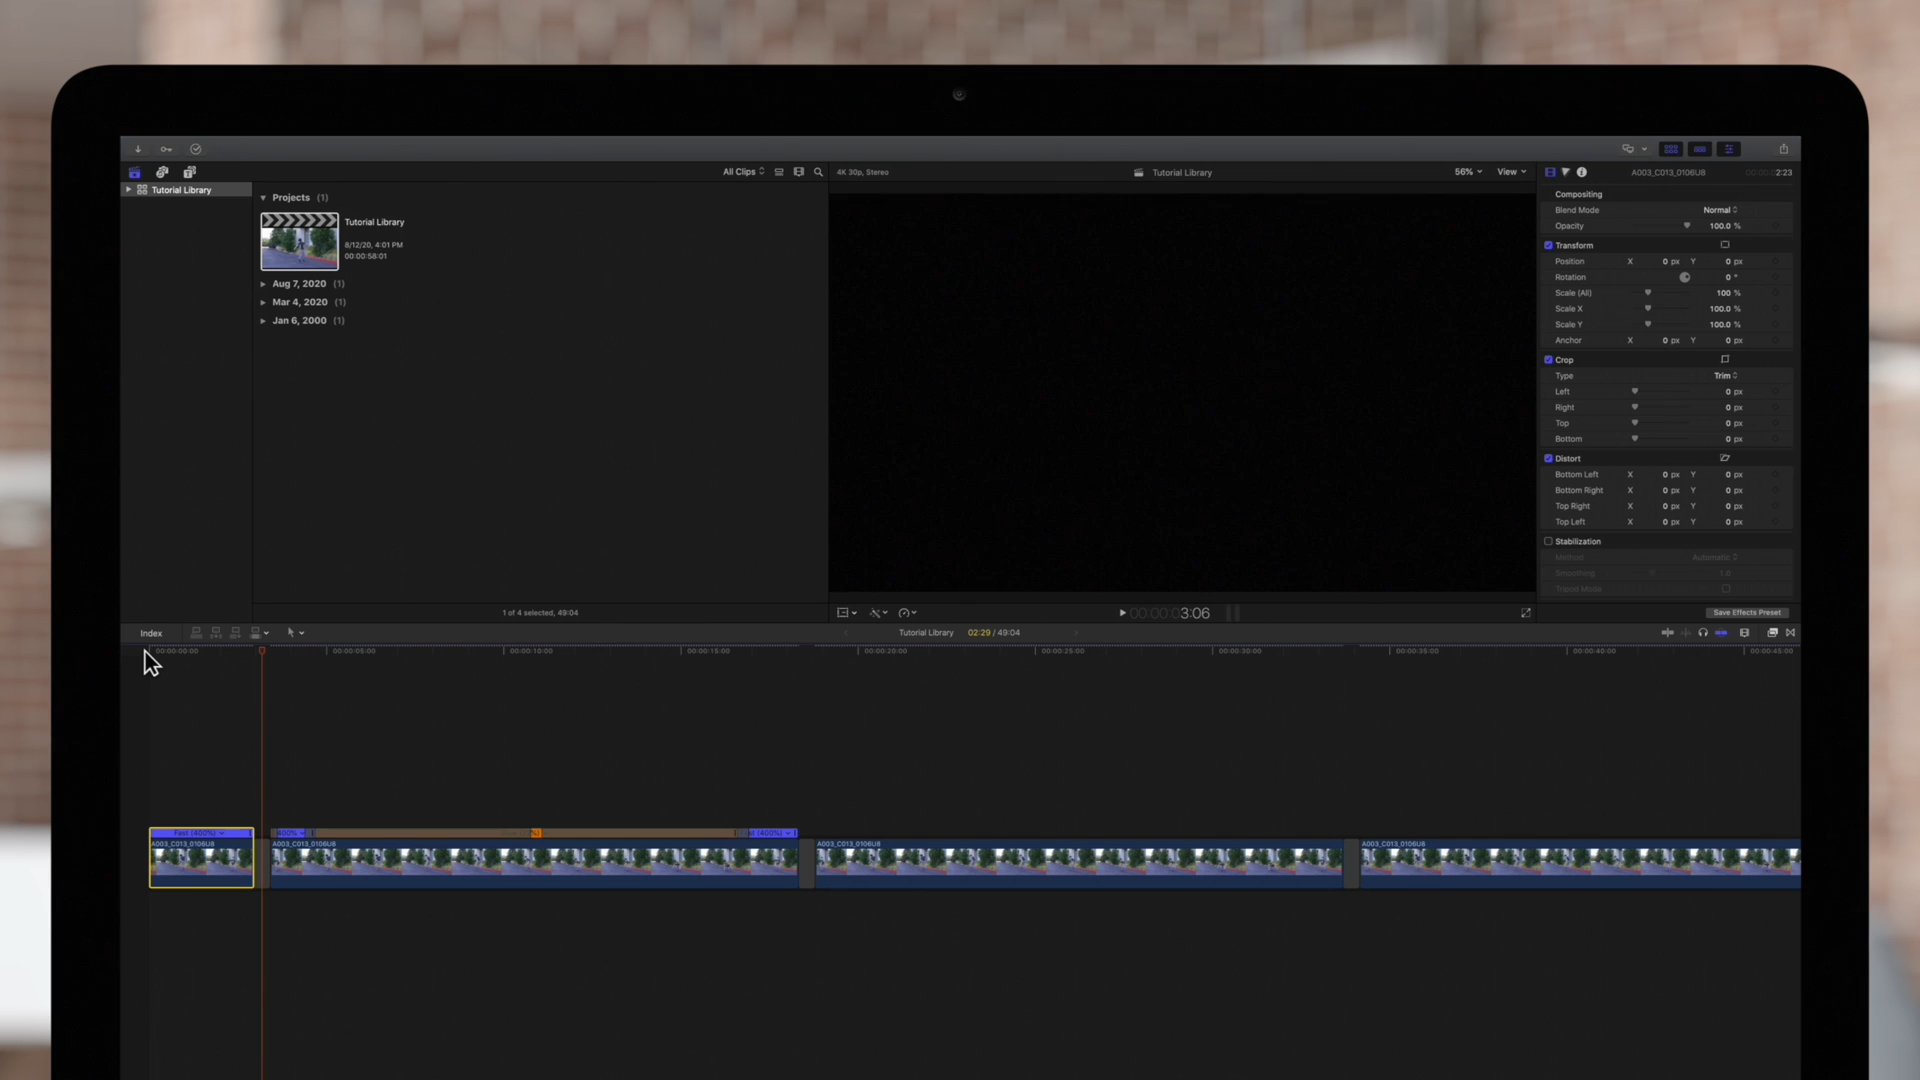 All Clips
4K 30p, Stereo
Tutorial Library
56%
View
A003_C013_0106U8
2:23
Tutorial Library
Projects (1)
Tutorial Library
8/12/20, 4:01 PM
00:00:58:01
Aug 7, 2020 (1)
Mar 4, 2020 (1)
Jan 6, 2000 (1)
1 of 4 selected, 49:04
00:00:00:03:06
Compositing
Blend Mode Normal
Opacity 100.0 %
Transform
Position X 0 px Y 0 px
Rotation 0 °
Scale (All) 100 %
Scale X 100.0 %
Scale Y 100.0 %
Anchor X 0 px Y 0 px
Crop
Type Trim
Left 0 px
Right 0 px
Top 0 px
Bottom 0 px
Distort
Bottom Left X 0 px Y 0 px
Bottom Right X 0 px Y 0 px
Top Right X 0 px Y 0 px
Top Left X 0 px Y 0 px
Stabilization
Method Automatic
Smoothing 1.0
Tripod Mode
Save Effects Preset
Index
Tutorial Library 02:29 / 49:04
00:00:00:00 00:00:05:00 00:00:10:00 00:00:15:00 00:00:20:00 00:00:25:00 00:00:30:00 00:00:35:00 00:00:40:00 00:00:45:00
Fast (400%) 400% (400%)
A003_C013_0106U8 A003_C013_0106U8 A003_C013_0106U8 A003_C013_0106U8